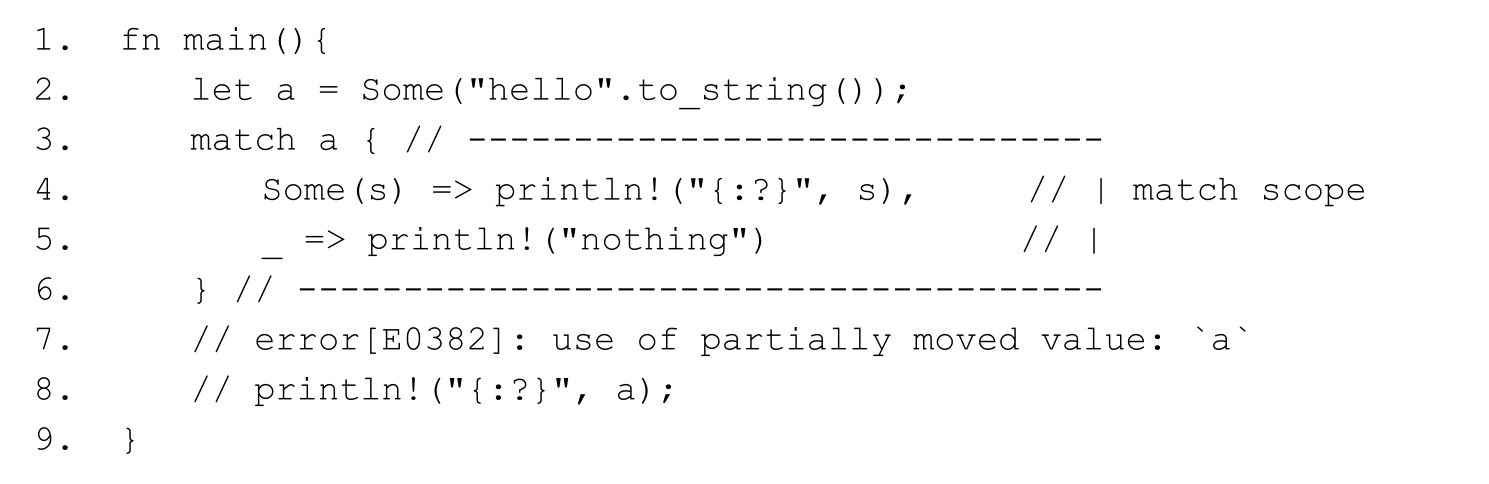 1.  fn main(){
2.      let a = Some("hello".to_string());
3.      match a { // ------------------------------
4.         Some(s) => println!("{:?}", s),     // | match scope
5.         _ => println!("nothing")            // |
6.      } // --------------------------------------
7.      // error[E0382]: use of partially moved value: `a`
8.      // println!("{:?}", a);
9.  }